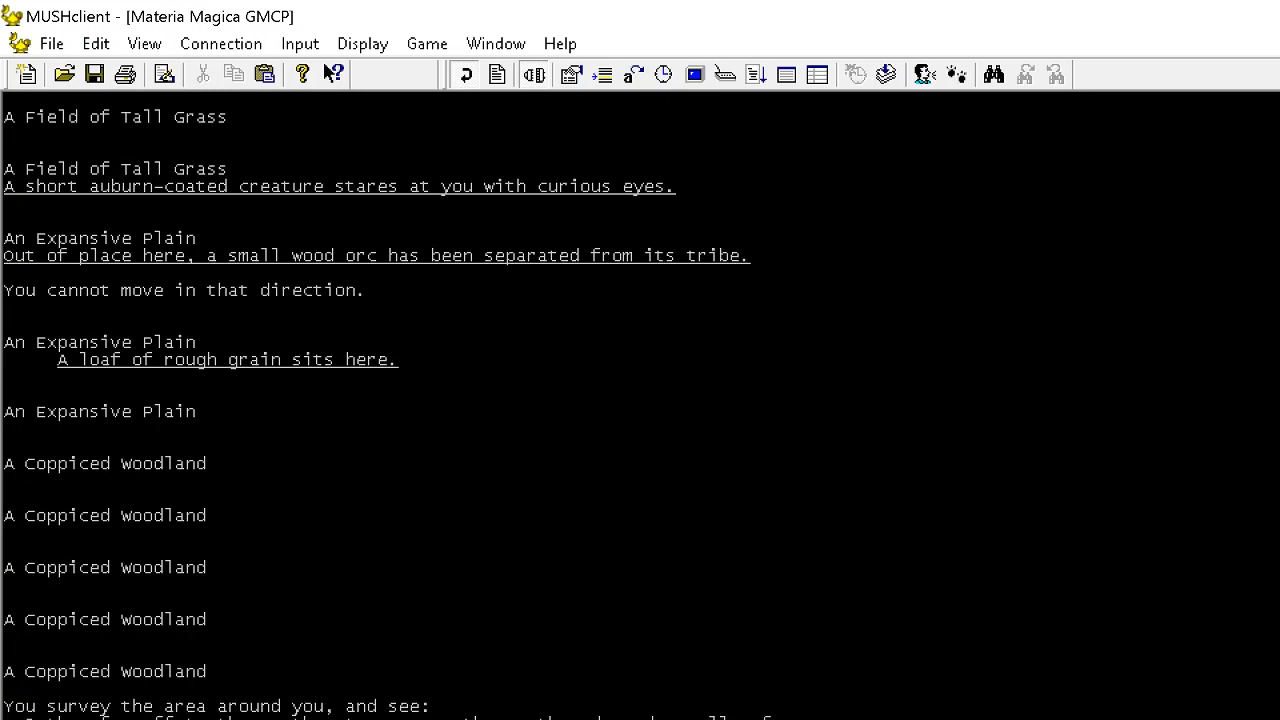 MUSHclient - [Materia Magica GMCP]
File Edit View Connection Input Display Game Window Help
A Field of Tall Grass
A Field of Tall Grass
A short auburn-coated creature stares at you with curious eyes.
An Expansive Plain
Out of place here, a small wood orc has been separated from its tribe.
You cannot move in that direction.
An Expansive Plain
A loaf of rough grain sits here.
An Expansive Plain
A Coppiced Woodland
A Coppiced Woodland
A Coppiced Woodland
A Coppiced Woodland
A Coppiced Woodland
You survey the area around you, and see: